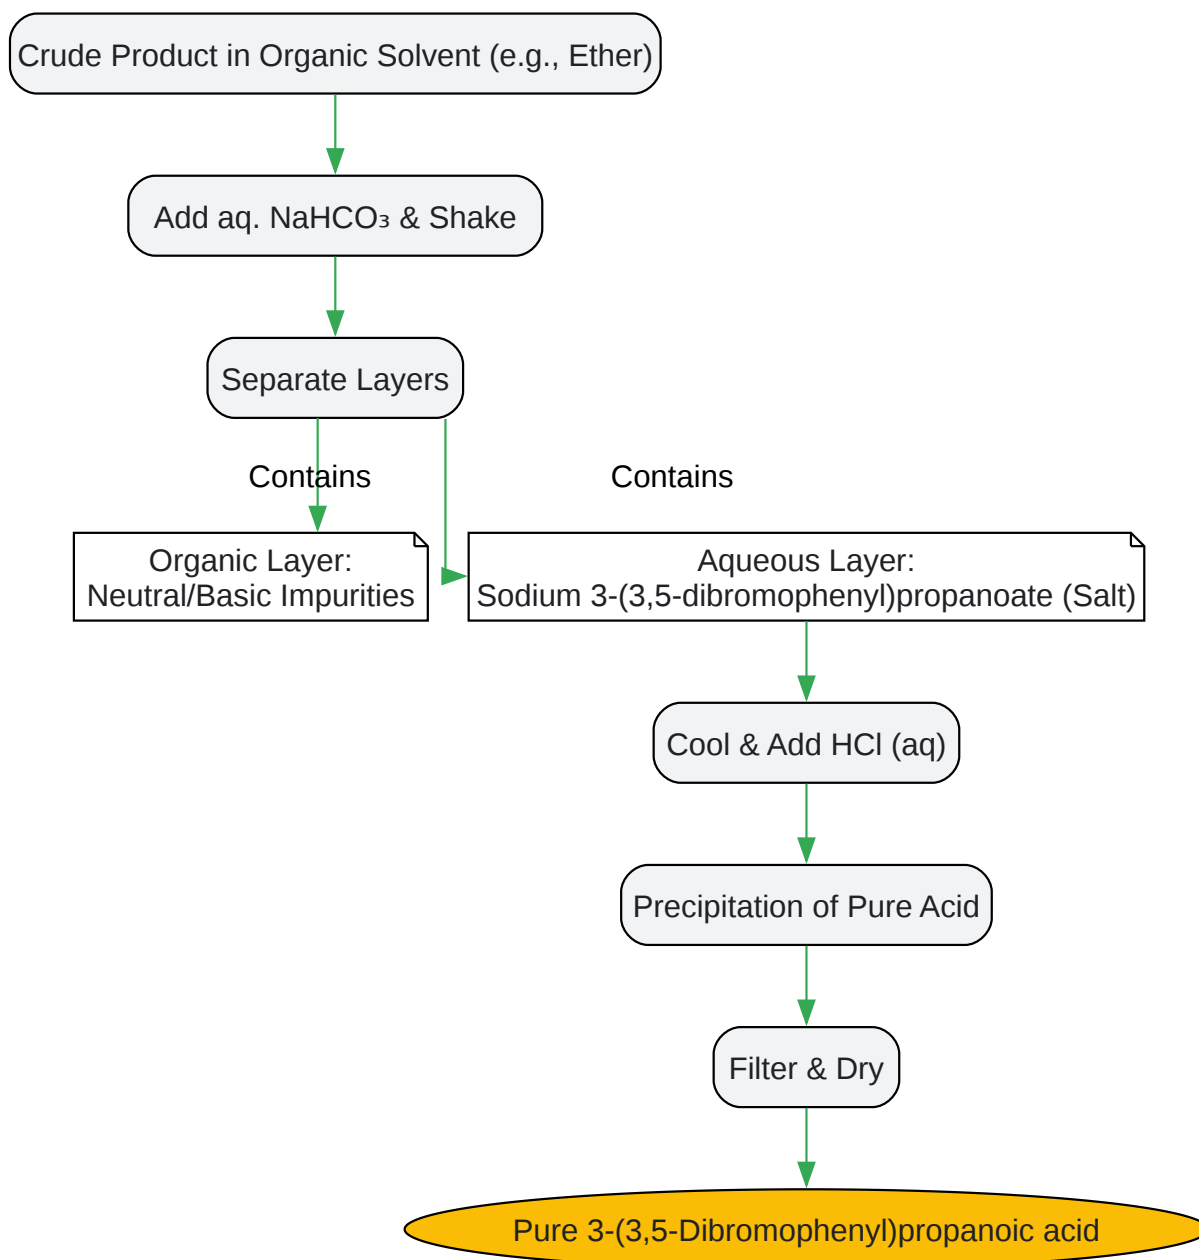 Crude Product in Organic Solvent (e.g., Ether)
Add aq. NaHCO₃ & Shake
Separate Layers
Contains
Contains
Organic Layer:
Neutral/Basic Impurities
Aqueous Layer:
Sodium 3-(3,5-dibromophenyl)propanoate (Salt)
Cool & Add HCl (aq)
Precipitation of Pure Acid
Filter & Dry
Pure 3-(3,5-Dibromophenyl)propanoic acid